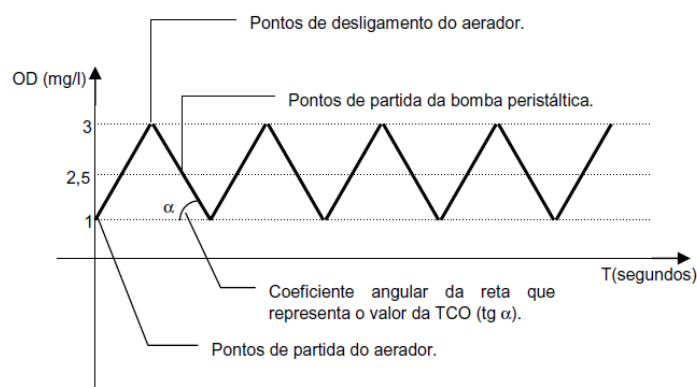 Pontos de desligamento do aerador.
OD (mg/l)
Pontos de partida da bomba peristáltica.
3
2,5
α
1
T(segundos)
Coeficiente angular da reta que
representa o valor da TCO (tg α).
Pontos de partida do aerador.